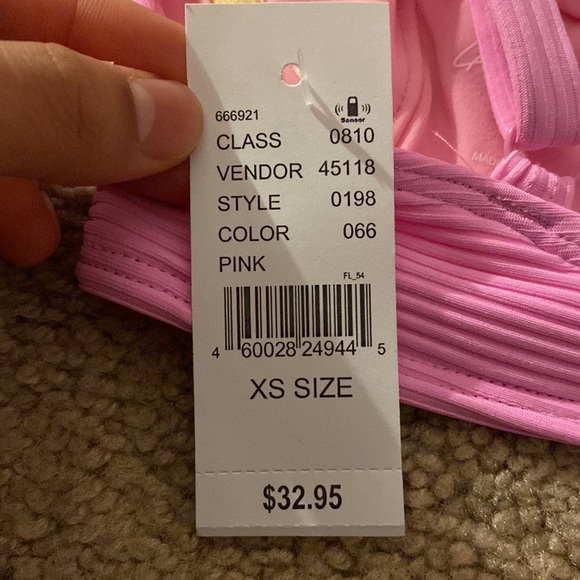 666921
Sensor
CLASS 0810
VENDOR 45118
STYLE 0198
COLOR 066
PINK
FL_54
4 60028 24944 5
XS SIZE
$32.95
MADE